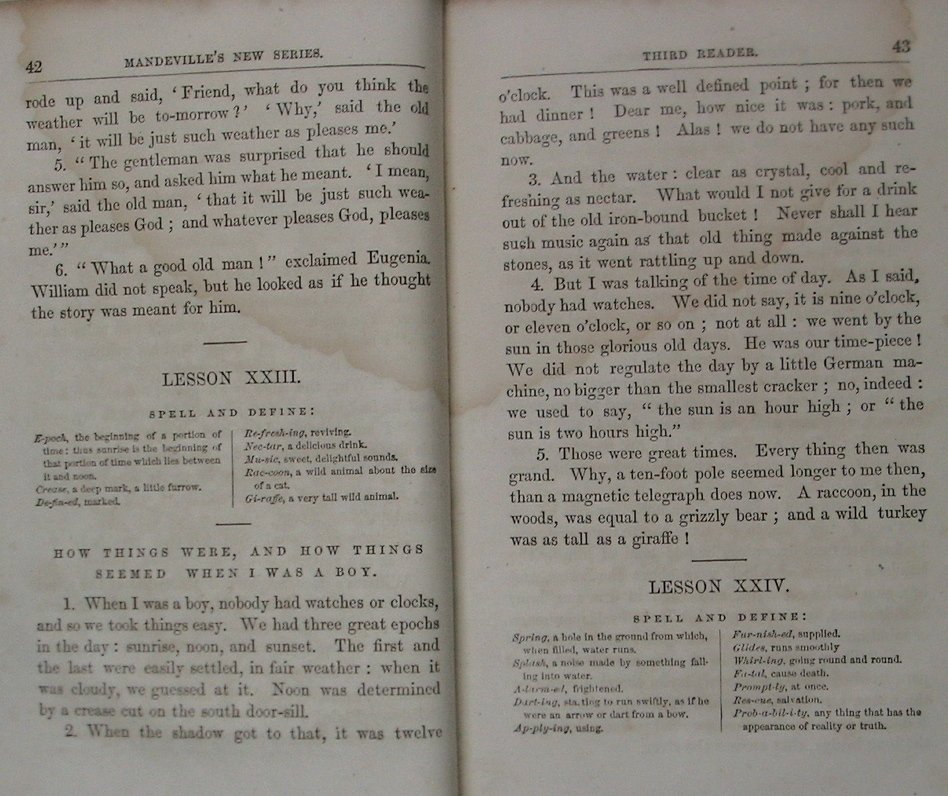 42
MANDEVILLE'S NEW SERIES.
rode up and said, ‘Friend, what do you think the
weather will be to-morrow?’ ‘Why,’ said the old
man, ‘it will be just such weather as pleases me.’
5. “The gentleman was surprised that he should
answer him so, and asked him what he meant. ‘I mean,
sir,’ said the old man, ‘that it will be just such wea-
ther as pleases God; and whatever pleases God, pleases
me.’”
6. “What a good old man!” exclaimed Eugenia.
William did not speak, but he looked as if he thought
the story was meant for him.
LESSON XXIII.
SPELL AND DEFINE:
E-poch, the beginning of a portion of
time: thus sunrise is the beginning of
that portion of time which lies between
it and noon.
Crease, a deep mark, a little furrow.
De-fin-ed, marked.
Re-fresh-ing, reviving.
Nec-tar, a delicious drink.
Mu-sic, sweet, delightful sounds.
Rac-coon, a wild animal about the size
of a cat.
Gi-raffe, a very tall wild animal.
HOW THINGS WERE, AND HOW THINGS
SEEMED WHEN I WAS A BOY.
1. When I was a boy, nobody had watches or clocks,
and so we took things easy. We had three great epochs
in the day: sunrise, noon, and sunset. The first and
the last were easily settled, in fair weather: when it
was cloudy, we guessed at it. Noon was determined
by a crease cut on the south door-sill.
2. When the shadow got to that, it was twelve
THIRD READER.
43
o'clock. This was a well defined point; for then we
had dinner! Dear me, how nice it was: pork, and
cabbage, and greens! Alas! we do not have any such
now.
3. And the water: clear as crystal, cool and re-
freshing as nectar. What would I not give for a drink
out of the old iron-bound bucket! Never shall I hear
such music again as that old thing made against the
stones, as it went rattling up and down.
4. But I was talking of the time of day. As I said,
nobody had watches. We did not say, it is nine o'clock,
or eleven o'clock, or so on; not at all: we went by the
sun in those glorious old days. He was our time-piece!
We did not regulate the day by a little German ma-
chine, no bigger than the smallest cracker; no, indeed:
we used to say, “the sun is an hour high; or “the
sun is two hours high.”
5. Those were great times. Every thing then was
grand. Why, a ten-foot pole seemed longer to me then,
than a magnetic telegraph does now. A raccoon, in the
woods, was equal to a grizzly bear; and a wild turkey
was as tall as a giraffe!
LESSON XXIV.
SPELL AND DEFINE:
Spring, a hole in the ground from which,
when filled, water runs.
Splash, a noise made by something fall-
ing into water.
A-larm-ed, frightened.
Dart-ing, starting to run swiftly, as if he
were an arrow or dart from a bow.
Ap-ply-ing, using.
Fur-nish-ed, supplied.
Glides, runs smoothly
Whirl-ing, going round and round.
Fa-tal, cause death.
Prompt-ly, at once.
Res-cue, salvation.
Prob-a-bil-i-ty, any thing that has the
appearance of reality or truth.